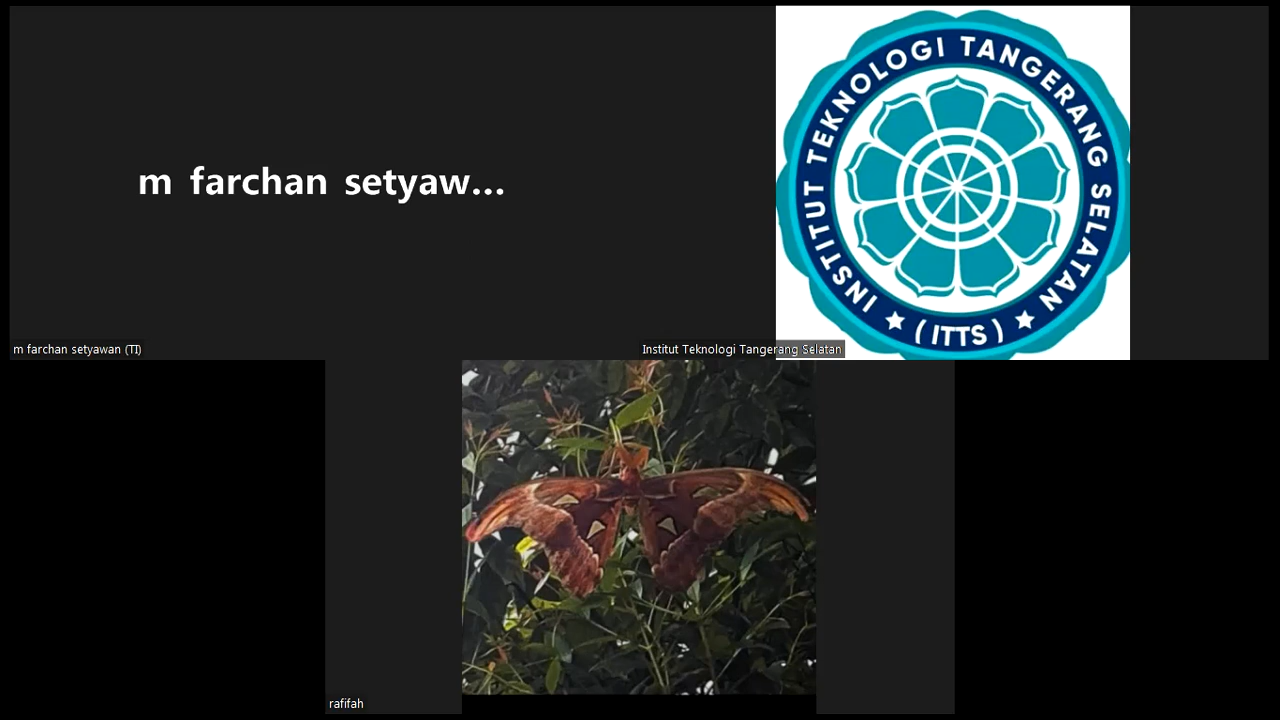 m farchan setyaw...
m farchan setyawan (TI)
INSTITUT TEKNOLOGI TANGERANG SELATAN
( ITTS )
Institut Teknologi Tangerang Selatan
rafifah